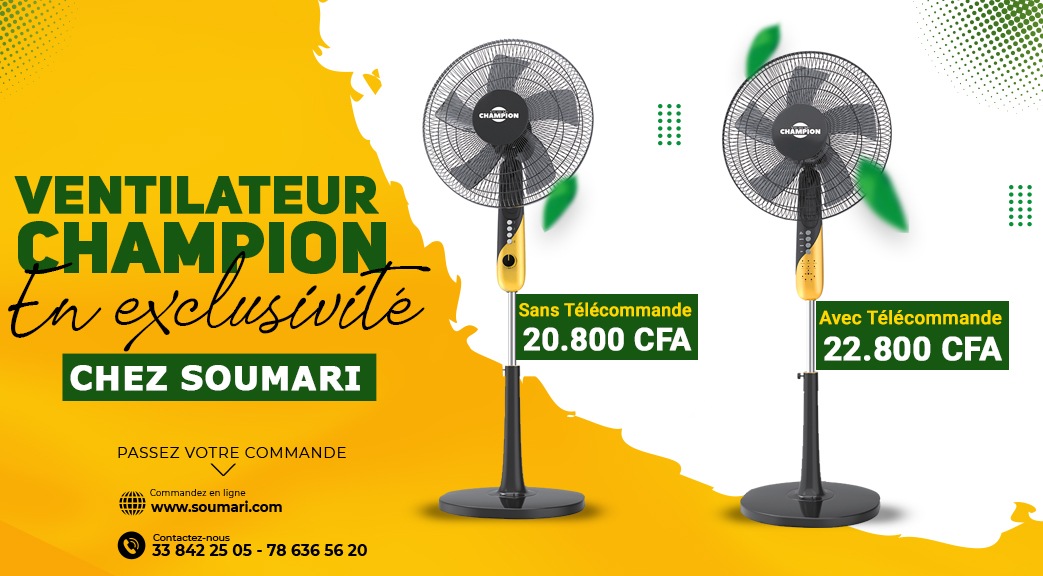 VENTILATEUR
CHAMPION
En exclusivité
CHEZ SOUMARI
PASSEZ VOTRE COMMANDE
Commandez en ligne
www.soumari.com
Contactez-nous
33 842 25 05 - 78 636 56 20
CHAMPION
Sans Télécommande
20.800 CFA
CHAMPION
Avec Télécommande
22.800 CFA